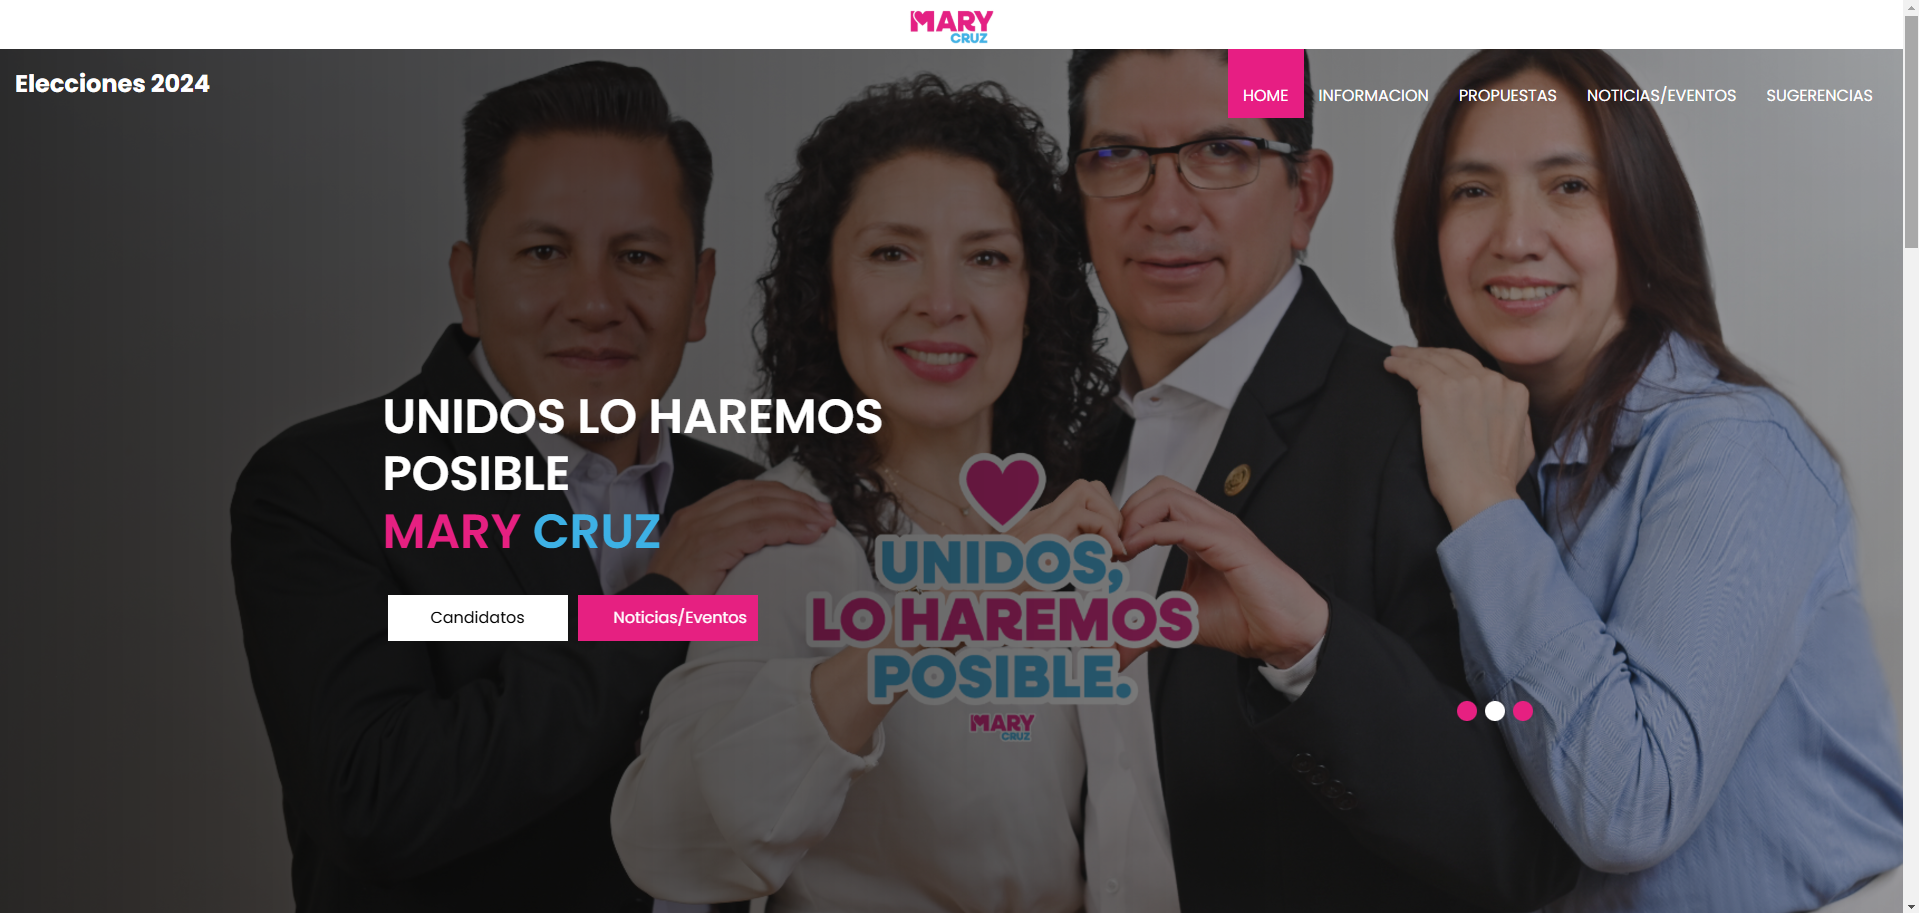 MARY
CRUZ
Elecciones 2024
HOME
INFORMACION
PROPUESTAS
NOTICIAS/EVENTOS
SUGERENCIAS
UNIDOS LO HAREMOS
POSIBLE
MARY CRUZ
Candidatos
Noticias/Eventos
UNIDOS,
LO HAREMOS
POSIBLE.
MARY
CRUZ